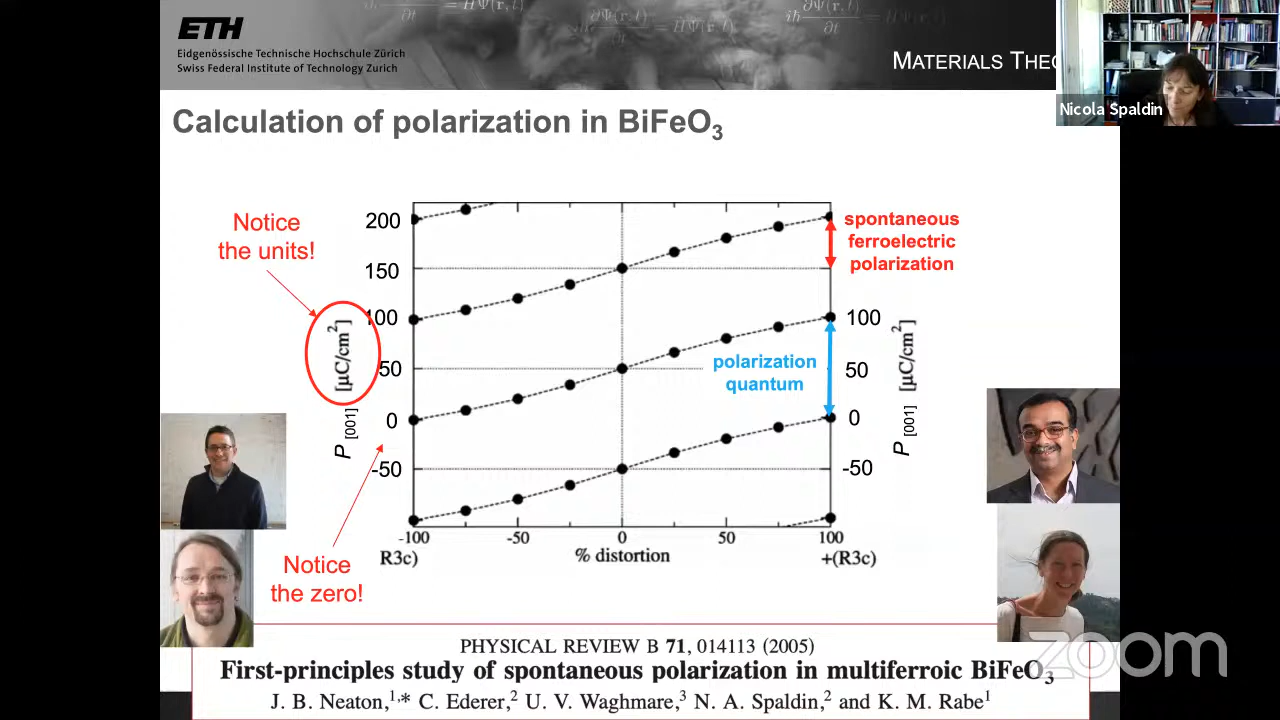 ETH
Eidgenössische Technische Hochschule Zürich
Swiss Federal Institute of Technology Zurich
MATERIALS THEO
Nicola Spaldin
Calculation of polarization in BiFeO₃
Notice
the units!
200
150
100
50
0
-50
P [001] [μC/cm²]
spontaneous
ferroelectric
polarization
polarization
quantum
100
50
0
-50
P [001] [μC/cm²]
-100
-50
0
50
100
R3c)
% distortion
+(R3c)
Notice
the zero!
PHYSICAL REVIEW B 71, 014113 (2005)
First-principles study of spontaneous polarization in multiferroic BiFeO₃
J. B. Neaton,¹,* C. Ederer,² U. V. Waghmare,³ N. A. Spaldin,² and K. M. Rabe¹
zoom